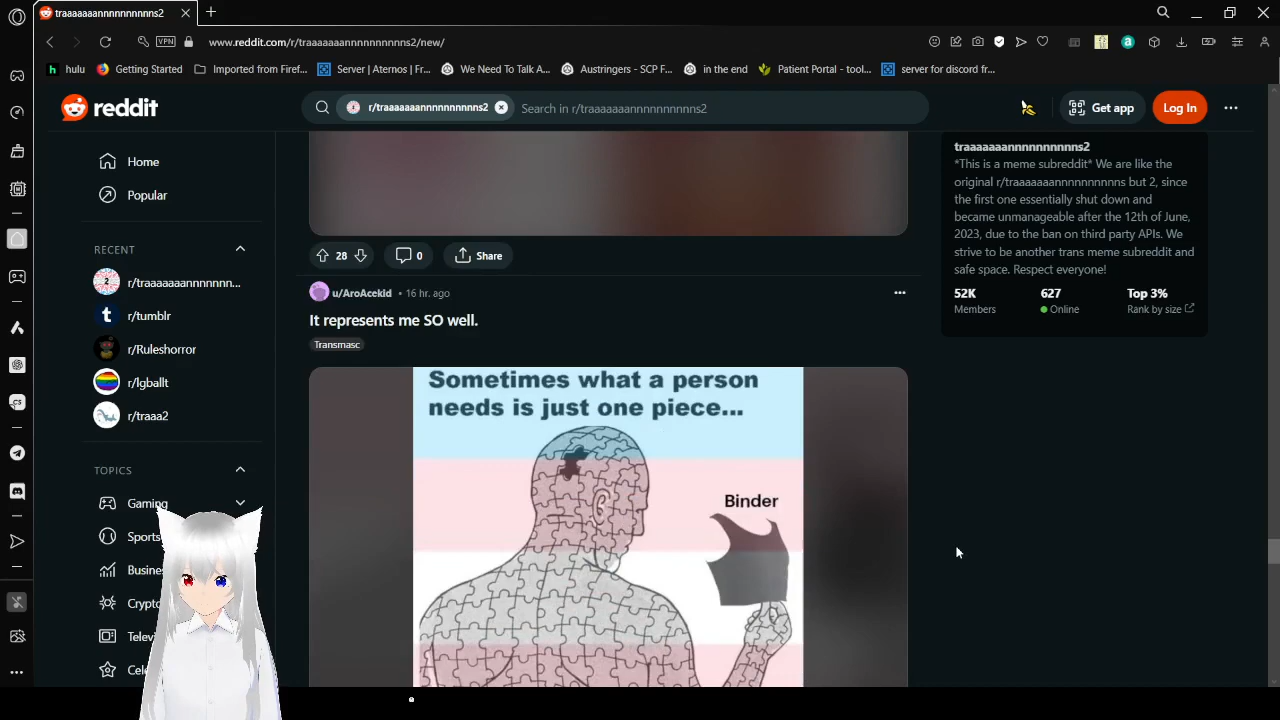 traaaaaaannnnnnnnnns2
VPN
www.reddit.com/r/traaaaaaannnnnnnnnns2/new/
hulu
Getting Started
Imported from Firef...
Server | Aternos | Fr...
We Need To Talk A...
Austringers - SCP F...
in the end
Patient Portal - tool...
server for discord fr...
reddit
r/traaaaaaannnnnnnnnns2
Search in r/traaaaaaannnnnnnnnns2
Get app
Log In
Home
Popular
RECENT
r/traaaaaaannnnnnn...
r/tumblr
r/Ruleshorror
r/lgballt
r/traaa2
TOPICS
Gaming
Sports
Busine
Crypto
Televi
Cele
28
0
Share
u/AroAcekid • 16 hr. ago
It represents me SO well.
Transmasc
Sometimes what a person
needs is just one piece...
Binder
traaaaaaannnnnnnnnns2
*This is a meme subreddit* We are like the
original r/traaaaaaannnnnnnnnns but 2, since
the first one essentially shut down and
became unmanageable after the 12th of June,
2023, due to the ban on third party APIs. We
strive to be another trans meme subreddit and
safe space. Respect everyone!
52K
627
Top 3%
Members
Online
Rank by size